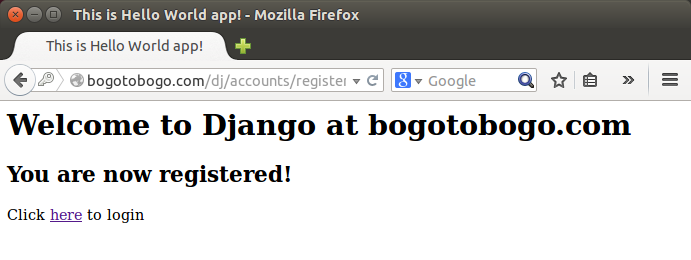 This is Hello World app! - Mozilla Firefox
This is Hello World app!
bogotobogo.com/dj/accounts/register
Google
Welcome to Django at bogotobogo.com
You are now registered!
Click here to login